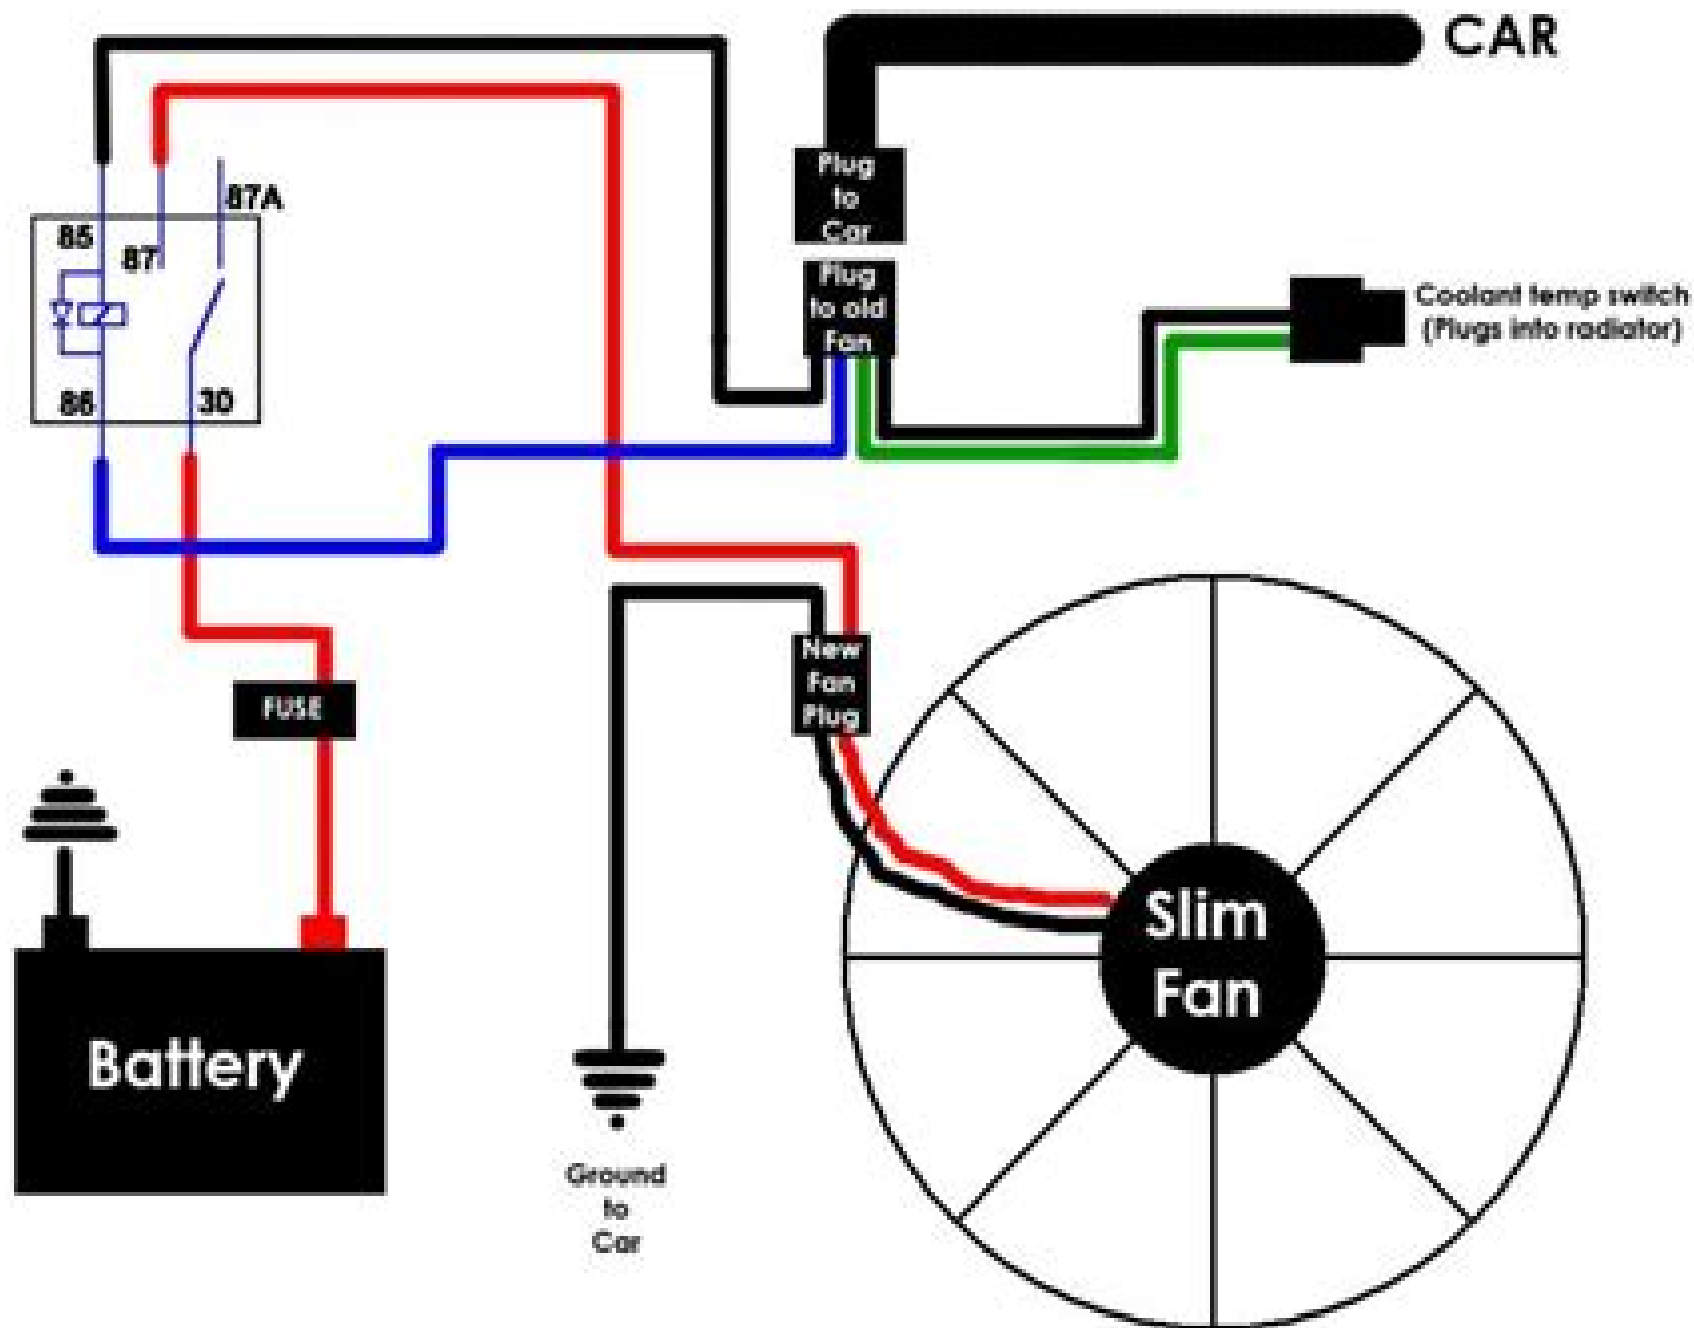 CAR
Plug
to
Car
87A
85
87
Plug
to old
Fan
Coolant temp switch
(Plugs into radiator)
86
30
New
Fan
Plug
FUSE
Slim
Fan
Battery
Ground
to
Car